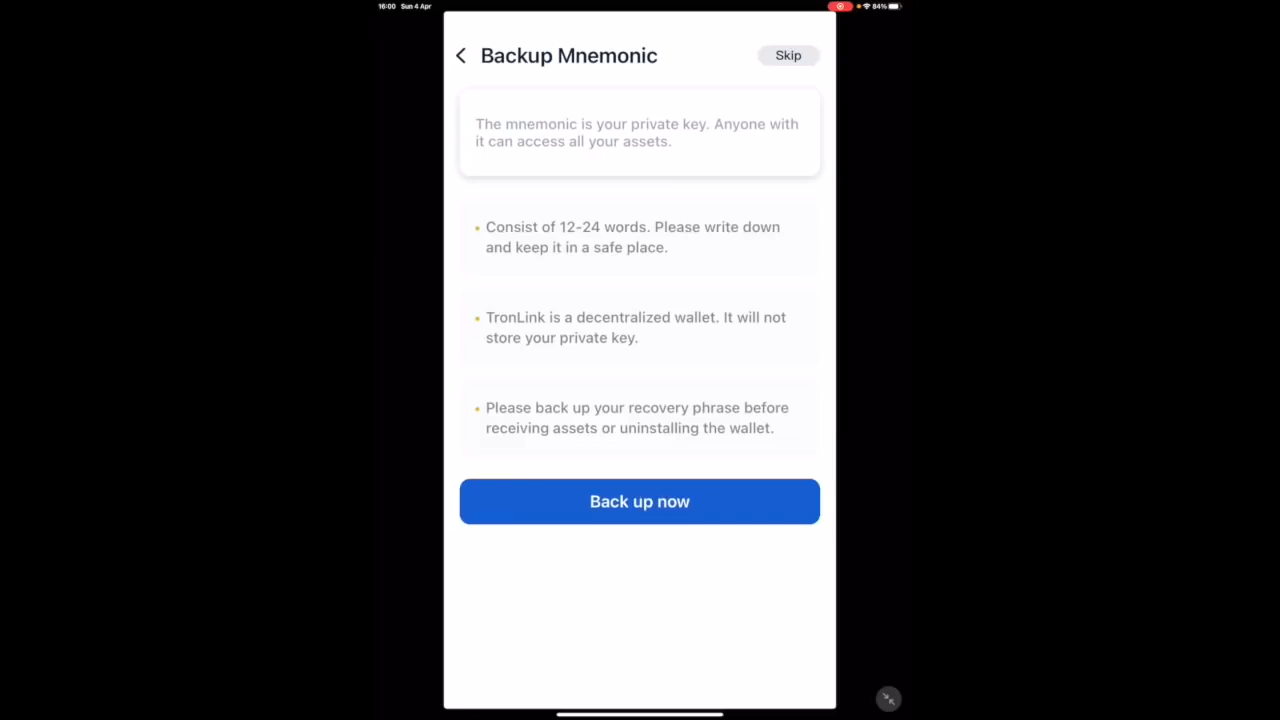 16:00 Sun 4 Apr
84%
Backup Mnemonic
Skip
The mnemonic is your private key. Anyone with
it can access all your assets.
• Consist of 12-24 words. Please write down
and keep it in a safe place.
• TronLink is a decentralized wallet. It will not
store your private key.
• Please back up your recovery phrase before
receiving assets or uninstalling the wallet.
Back up now